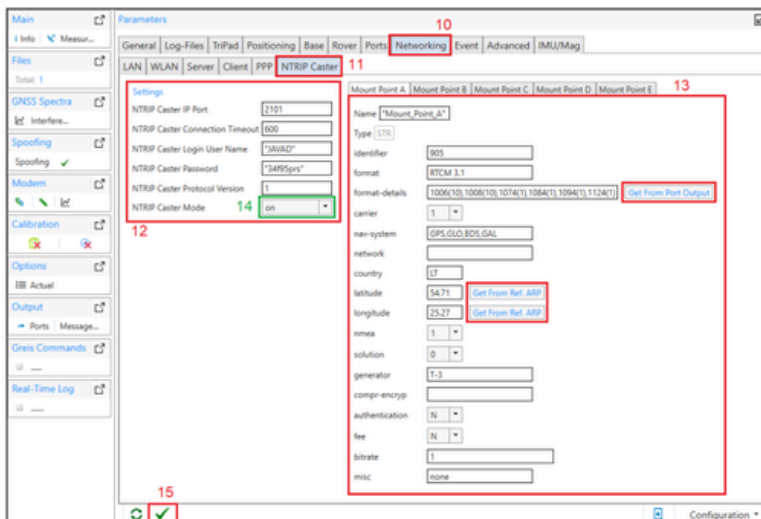 Main
Info Measur...
Files
Total: 1
GNSS Spectra
Interfere...
Spoofing
Spoofing
Modem
Calibration
Options
Actual
Output
Ports Message...
Greis Commands
Real-Time Log
Parameters
10
General Log-Files TriPad Positioning Base Rover Ports Networking Event Advanced IMU/Mag
LAN WLAN Server Client PPP NTRIP Caster 11
Settings
NTRIP Caster IP Port 2101
NTRIP Caster Connection Timeout 600
NTRIP Caster Login User Name "JAVAD"
NTRIP Caster Password "34f95prs"
NTRIP Caster Protocol Version 1
NTRIP Caster Mode 14 on
12
Mount Point A Mount Point B Mount Point C Mount Point D Mount Point E 13
Name "Mount_Point_A"
Type STR
identifier 905
format RTCM 3.1
format-details 1006(10),1008(10),1074(1),1084(1),1094(1),1124(1) Get From Port Output
carrier 1
nav-system GPS,GLO,BDS,GAL
network
country LT
latitude 54.71 Get From Ref. ARP
longitude 25.27 Get From Ref. ARP
nmea 1
solution 0
generator T-3
compr-encryp
authentication N
fee N
bitrate 1
misc none
15
Configuration